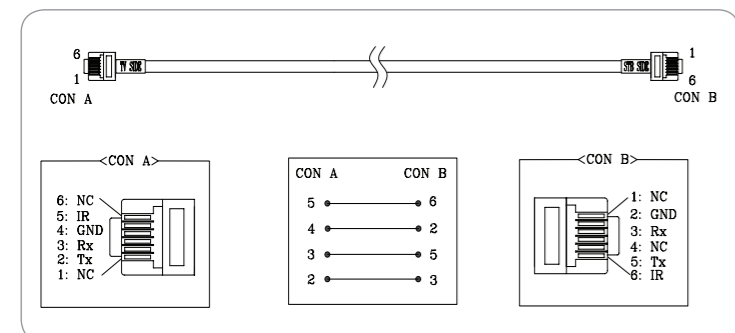 6
1
CON A
TV SIDE
STB SIDE
1
6
CON B
<CON A>
6: NC
5: IR
4: GND
3: Rx
2: Tx
1: NC
CON A CON B
5 6
4 2
3 5
2 3
<CON B>
1: NC
2: GND
3: Rx
4: NC
5: Tx
6: IR